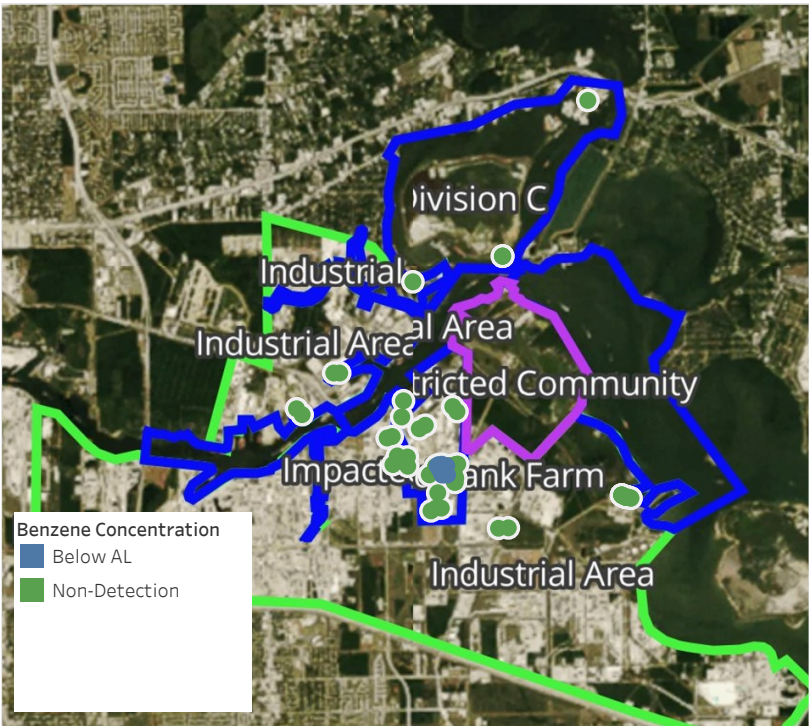 Division C
Industrial
Industrial Area
al Area
tricted Community
Impacte
ank Farm
Industrial Area
Benzene Concentration
Below AL
Non-Detection